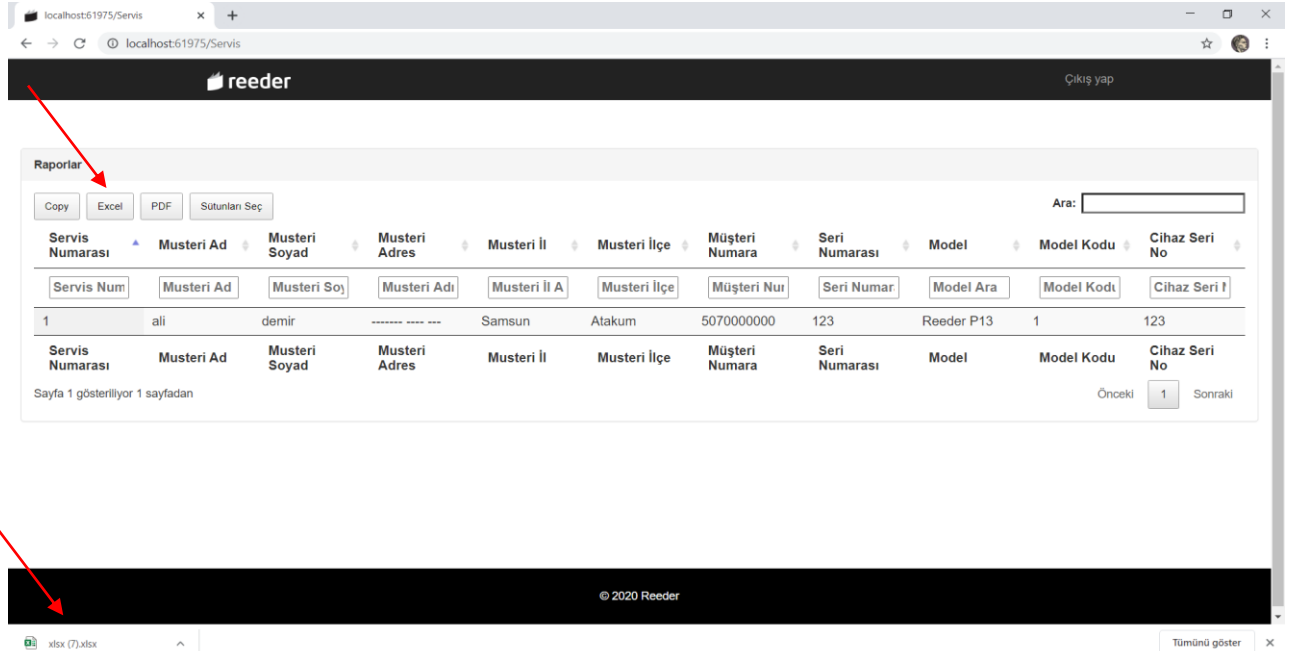 localhost:61975/Servis
localhost:61975/Servis
reeder Çıkış yap
Raporlar
Copy Excel PDF Sütunları Seç Ara:
Servis Numarası Musteri Ad Musteri Soyad Musteri Adres Musteri İl Musteri İlçe Müşteri Numara Seri Numarası Model Model Kodu Cihaz Seri No
Servis Num Musteri Ad Musteri Soy Musteri Adı Musteri İl A Musteri İlçe Müşteri Nur Seri Numar Model Ara Model Kodu Cihaz Seri N
1 ali demir ------- ---- --- Samsun Atakum 5070000000 123 Reeder P13 1 123
Servis Numarası Musteri Ad Musteri Soyad Musteri Adres Musteri İl Musteri İlçe Müşteri Numara Seri Numarası Model Model Kodu Cihaz Seri No
Sayfa 1 gösteriliyor 1 sayfadan Önceki 1 Sonraki
© 2020 Reeder
xlsx (7).xlsx Tümünü göster